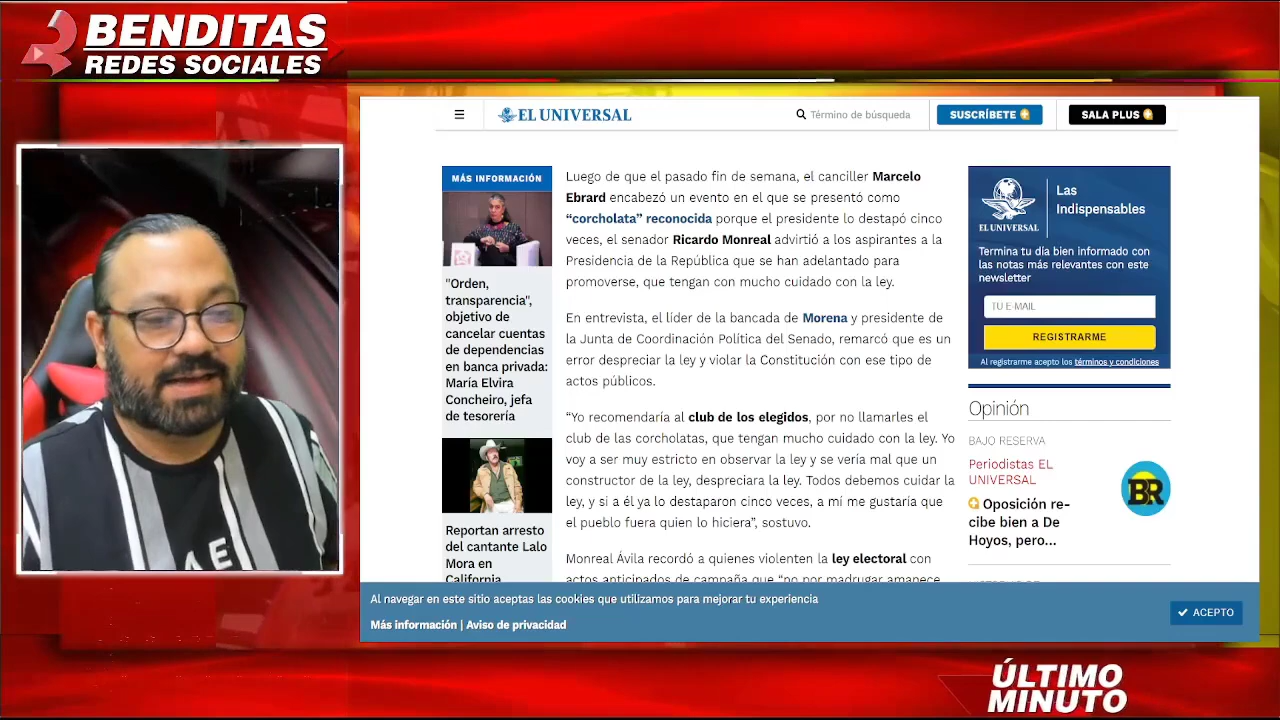 BENDITAS
REDES SOCIALES
EL UNIVERSAL
Término de búsqueda
SUSCRÍBETE
SALA PLUS
MÁS INFORMACIÓN
"Orden,
transparencia",
objetivo de
cancelar cuentas
de dependencias
en banca privada:
María Elvira
Concheiro, jefa
de tesorería
Reportan arresto
del cantante Lalo
Mora en
California
Luego de que el pasado fin de semana, el canciller Marcelo
Ebrard encabezó un evento en el que se presentó como
“corcholata” reconocida porque el presidente lo destapó cinco
veces, el senador Ricardo Monreal advirtió a los aspirantes a la
Presidencia de la República que se han adelantado para
promoverse, que tengan con mucho cuidado con la ley.
En entrevista, el líder de la bancada de Morena y presidente de
la Junta de Coordinación Política del Senado, remarcó que es un
error despreciar la ley y violar la Constitución con ese tipo de
actos públicos.
“Yo recomendaría al club de los elegidos, por no llamarles el
club de las corcholatas, que tengan mucho cuidado con la ley. Yo
voy a ser muy estricto en observar la ley y se vería mal que un
constructor de la ley, despreciara la ley. Todos debemos cuidar la
ley, y si a él ya lo destaparon cinco veces, a mí me gustaría que
el pueblo fuera quien lo hiciera”, sostuvo.
Monreal Ávila recordó a quienes violenten la ley electoral con
actos anticipados de campaña que “no por madrugar amanece
EL UNIVERSAL
Las
Indispensables
Termina tu día bien informado con
las notas más relevantes con este
newsletter
TU E-MAIL
REGISTRARME
Al registrarme acepto los términos y condiciones
Opinión
BAJO RESERVA
Periodistas EL
UNIVERSAL
Oposición re-
cibe bien a De
Hoyos, pero...
BR
Al navegar en este sitio aceptas las cookies que utilizamos para mejorar tu experiencia
Más información | Aviso de privacidad
ACEPTO
ÚLTIMO
MINUTO